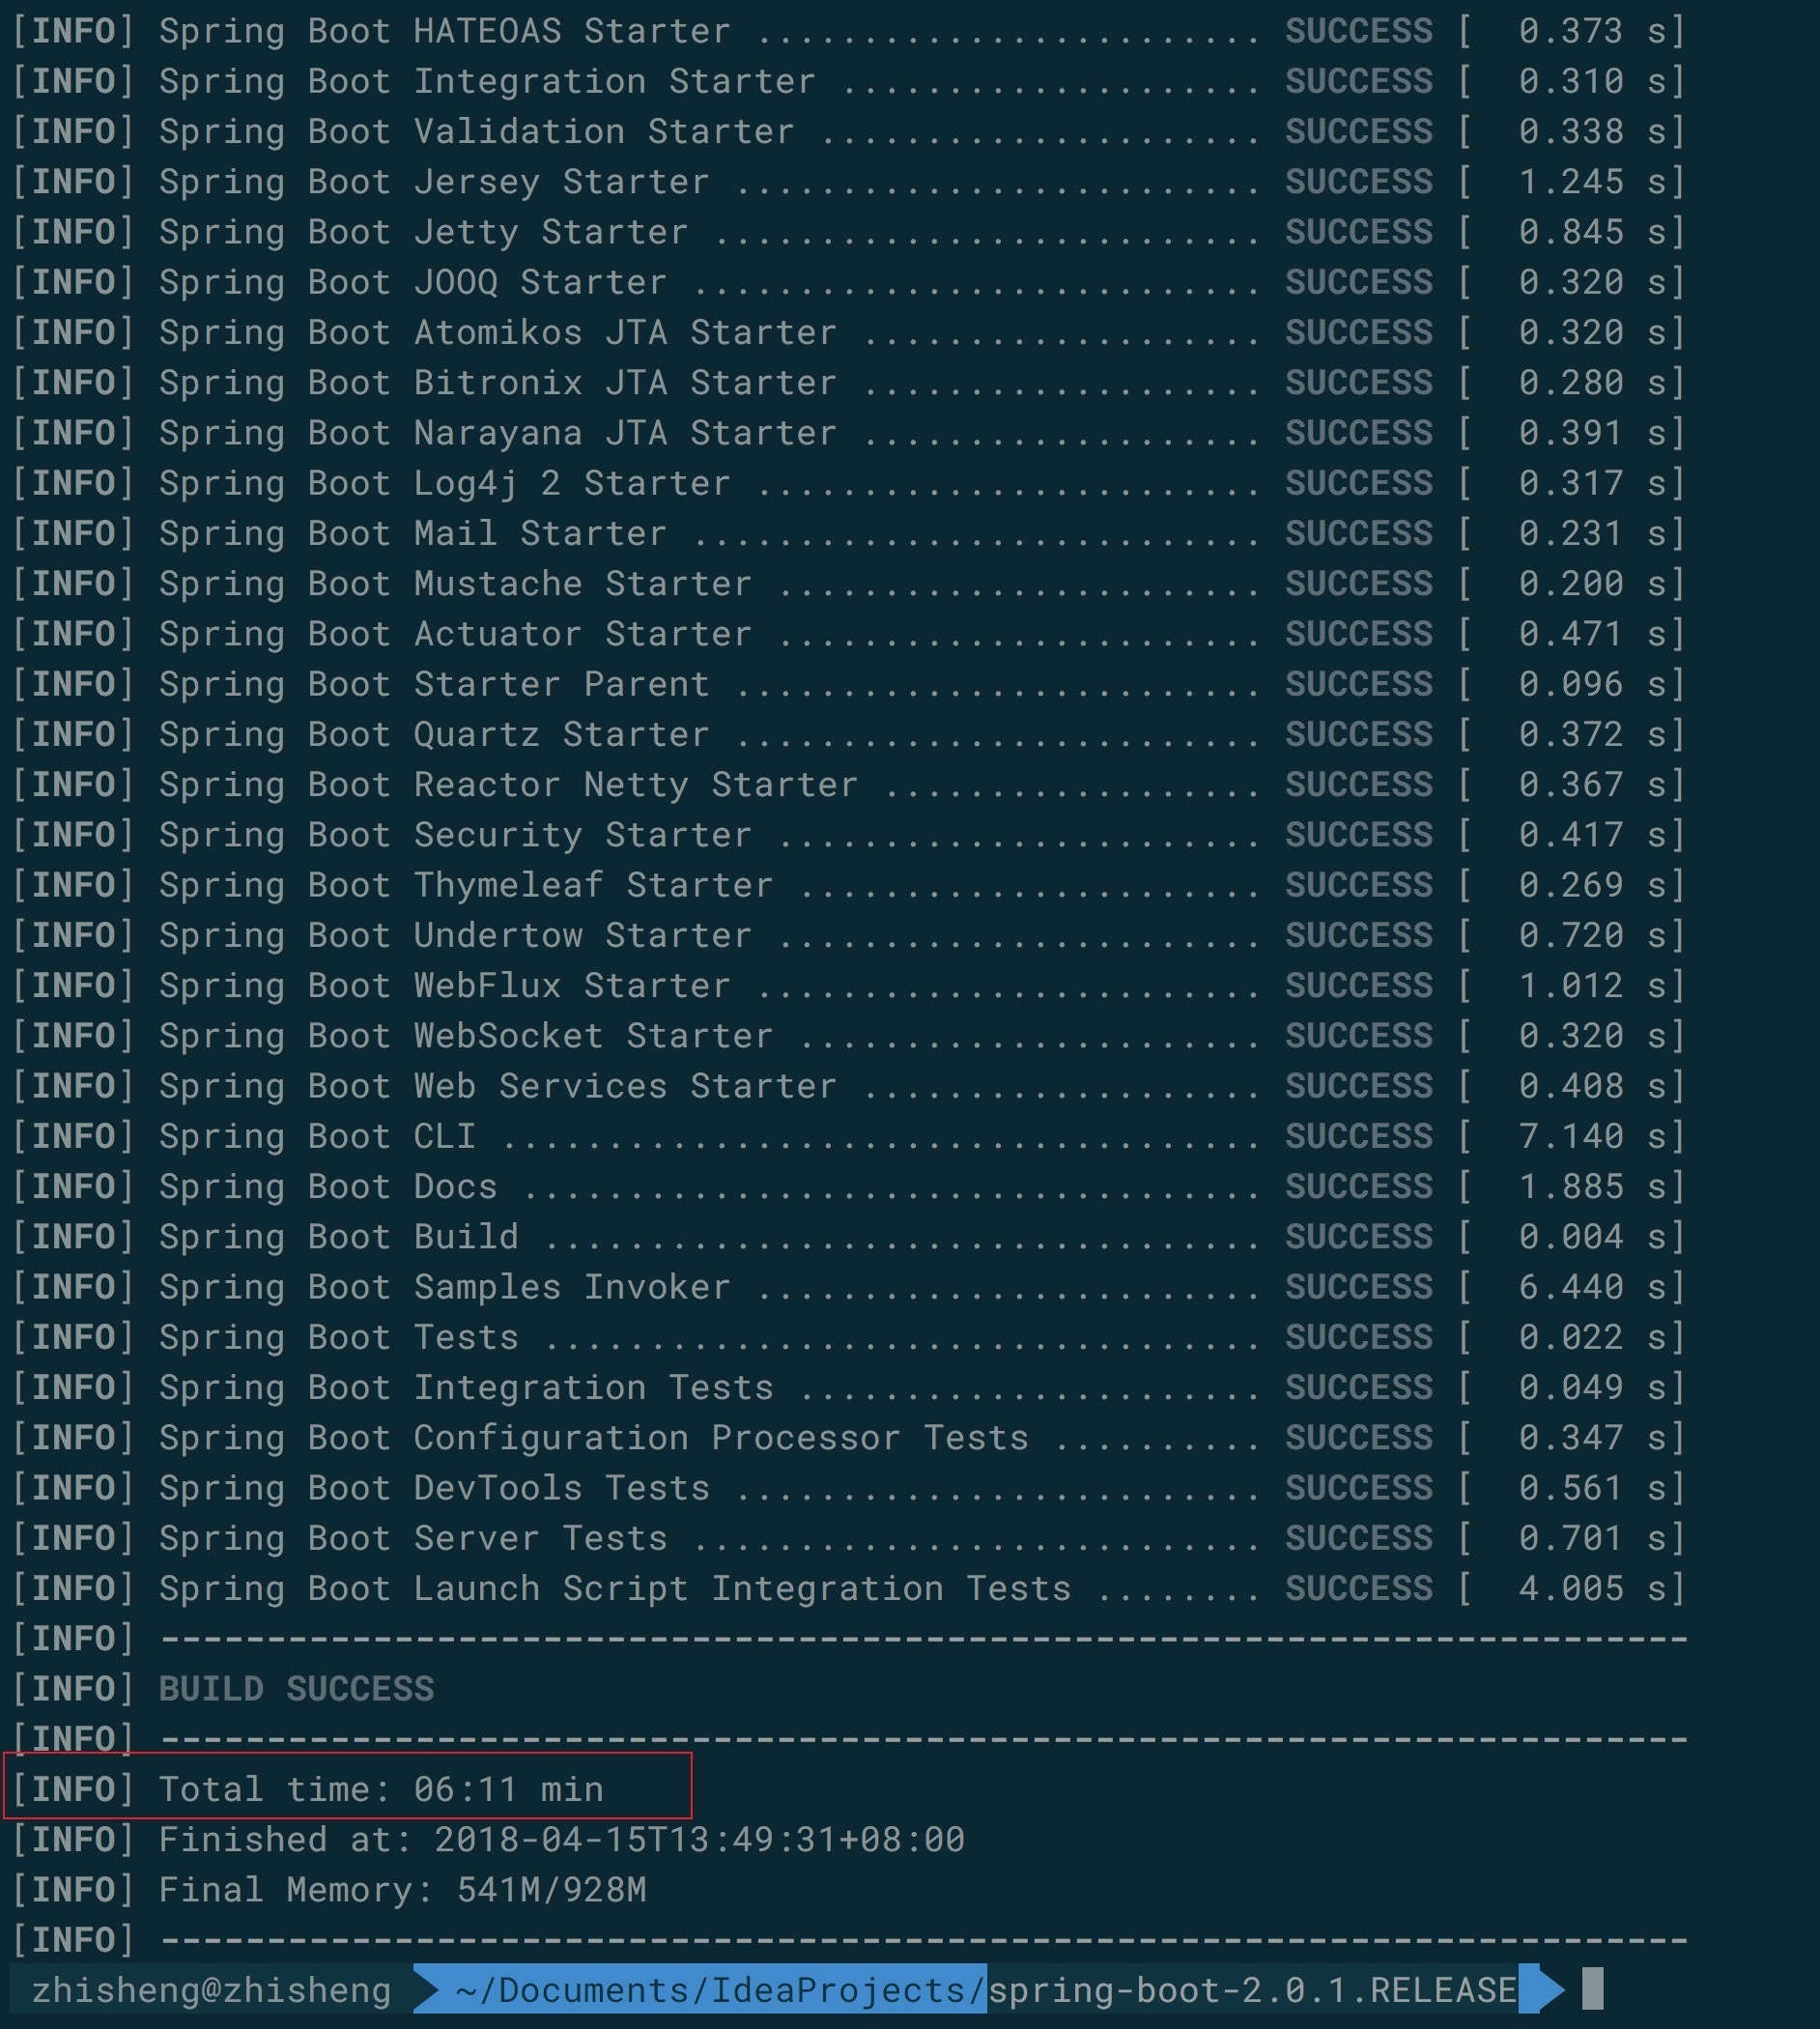 [INFO] Spring Boot HATEOAS Starter ........................ SUCCESS [  0.373 s]
[INFO] Spring Boot Integration Starter .................... SUCCESS [  0.310 s]
[INFO] Spring Boot Validation Starter ..................... SUCCESS [  0.338 s]
[INFO] Spring Boot Jersey Starter ......................... SUCCESS [  1.245 s]
[INFO] Spring Boot Jetty Starter .......................... SUCCESS [  0.845 s]
[INFO] Spring Boot JOOQ Starter ........................... SUCCESS [  0.320 s]
[INFO] Spring Boot Atomikos JTA Starter ................... SUCCESS [  0.320 s]
[INFO] Spring Boot Bitronix JTA Starter ................... SUCCESS [  0.280 s]
[INFO] Spring Boot Narayana JTA Starter ................... SUCCESS [  0.391 s]
[INFO] Spring Boot Log4j 2 Starter ........................ SUCCESS [  0.317 s]
[INFO] Spring Boot Mail Starter ........................... SUCCESS [  0.231 s]
[INFO] Spring Boot Mustache Starter ....................... SUCCESS [  0.200 s]
[INFO] Spring Boot Actuator Starter ....................... SUCCESS [  0.471 s]
[INFO] Spring Boot Starter Parent ......................... SUCCESS [  0.096 s]
[INFO] Spring Boot Quartz Starter ......................... SUCCESS [  0.372 s]
[INFO] Spring Boot Reactor Netty Starter .................. SUCCESS [  0.367 s]
[INFO] Spring Boot Security Starter ....................... SUCCESS [  0.417 s]
[INFO] Spring Boot Thymeleaf Starter ...................... SUCCESS [  0.269 s]
[INFO] Spring Boot Undertow Starter ....................... SUCCESS [  0.720 s]
[INFO] Spring Boot WebFlux Starter ........................ SUCCESS [  1.012 s]
[INFO] Spring Boot WebSocket Starter ...................... SUCCESS [  0.320 s]
[INFO] Spring Boot Web Services Starter ................... SUCCESS [  0.408 s]
[INFO] Spring Boot CLI .................................... SUCCESS [  7.140 s]
[INFO] Spring Boot Docs ................................... SUCCESS [  1.885 s]
[INFO] Spring Boot Build .................................. SUCCESS [  0.004 s]
[INFO] Spring Boot Samples Invoker ........................ SUCCESS [  6.440 s]
[INFO] Spring Boot Tests .................................. SUCCESS [  0.022 s]
[INFO] Spring Boot Integration Tests ...................... SUCCESS [  0.049 s]
[INFO] Spring Boot Configuration Processor Tests .......... SUCCESS [  0.347 s]
[INFO] Spring Boot DevTools Tests ......................... SUCCESS [  0.561 s]
[INFO] Spring Boot Server Tests ........................... SUCCESS [  0.701 s]
[INFO] Spring Boot Launch Script Integration Tests ........ SUCCESS [  4.005 s]
[INFO] ------------------------------------------------------------------------
[INFO] BUILD SUCCESS
[INFO] ------------------------------------------------------------------------
[INFO] Total time: 06:11 min
[INFO] Finished at: 2018-04-15T13:49:31+08:00
[INFO] Final Memory: 541M/928M
[INFO] ------------------------------------------------------------------------
zhisheng@zhisheng ~/Documents/IdeaProjects/spring-boot-2.0.1.RELEASE